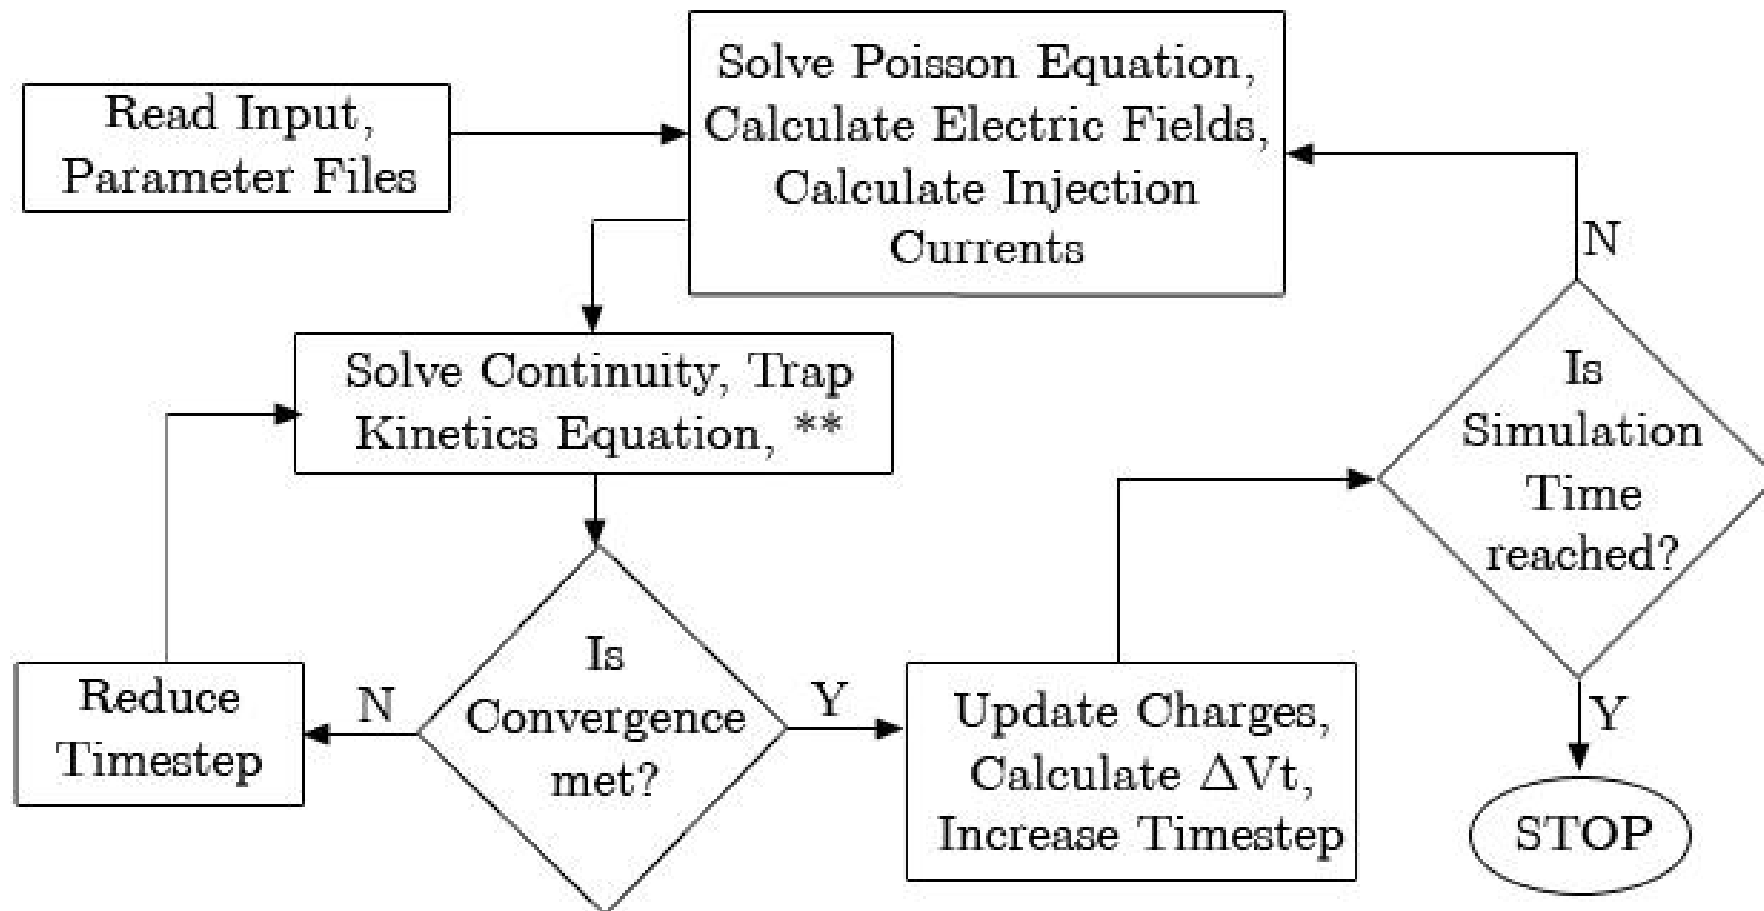 Read Input,
Parameter Files
Solve Poisson Equation,
Calculate Electric Fields,
Calculate Injection
Currents
Solve Continuity, Trap
Kinetics Equation, **
Is
Convergence
met?
N
Reduce
Timestep
Y
Update Charges,
Calculate ΔVt,
Increase Timestep
Is
Simulation
Time
reached?
N
Y
STOP